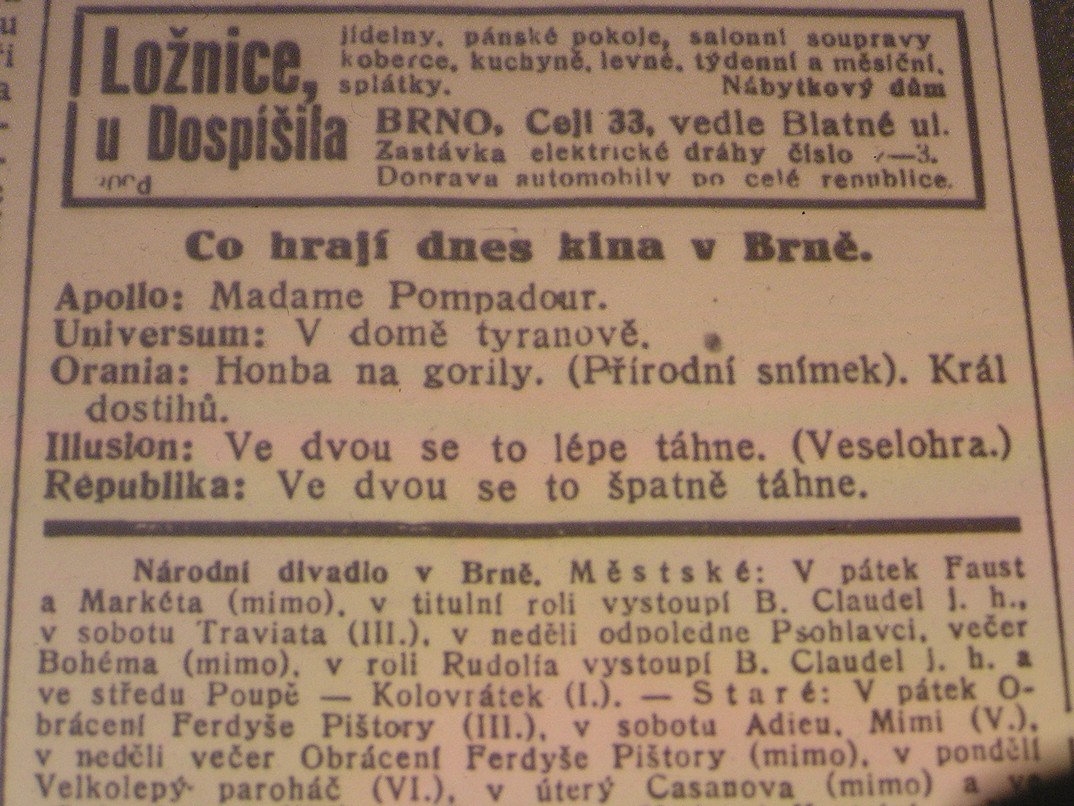 Ložnice, jídelny, pánské pokoje, salonní soupravy
koberce, kuchyně, levné, týdenní a měsíční,
splátky. Nábytkový dům
u Dospíšila BRNO, Cejl 33, vedle Blatné ul.
Zastávka elektrické dráhy číslo —3.
Doprava automobily po celé republice.
Co hrají dnes kina v Brně.
Apollo: Madame Pompadour.
Universum: V domě tyranově.
Orania: Honba na gorily. (Přírodní snímek). Král
dostihů.
Illusion: Ve dvou se to lépe táhne. (Veselohra.)
Republika: Ve dvou se to špatně táhne.
Národní divadlo v Brně. Městské: V pátek Faust
a Markéta (mimo), v titulní roli vystoupí B. Claudel j. h.,
v sobotu Traviata (III.), v neděli odpoledne Psohlavci, večer
Bohéma (mimo), v roli Rudolfa vystoupí B. Claudel j. h. a
ve středu Poupě — Kolovrátek (I.). — Staré: V pátek O-
brácení Ferdyše Pištory (III.), v sobotu Adieu, Mimi (V.),
v neděli večer Obrácení Ferdyše Pištory (mimo), v pondělí
Velkolepý paroháč (VI.), v úterý Casanova (mimo) a